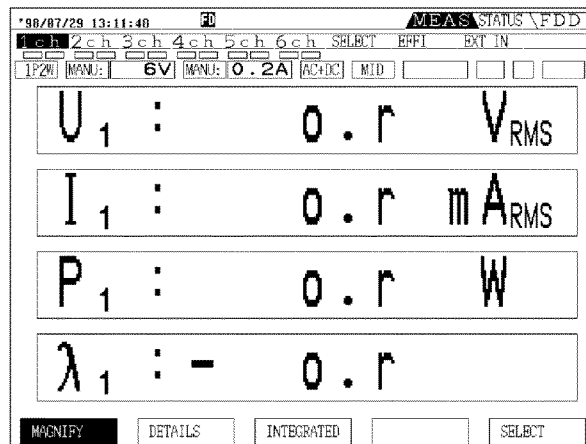 '98/07/29 13:11:48 FD MEAS STATUS FDD
1ch 2ch 3ch 4ch 5ch 6ch SELECT EFFI EXT IN
1P2W MANU: 6V MANU: 0.2A AC+DC MID
U1 : o.r VRMS
I1 : o.r mARMS
P1 : o.r W
λ1 :- o.r
MAGNIFY DETAILS INTEGRATED SELECT